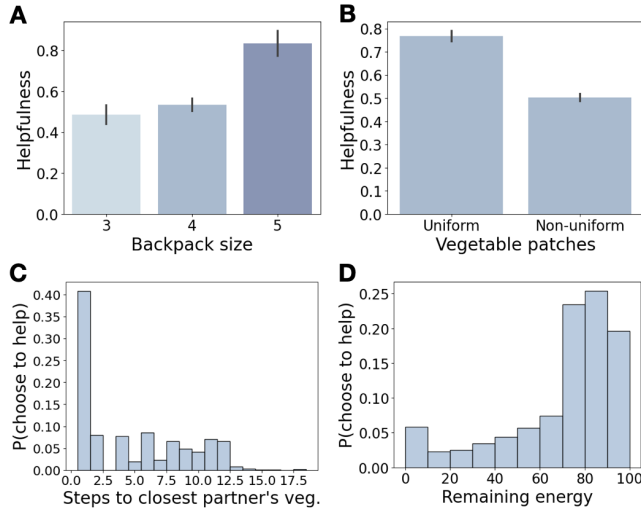 A
Helpfulness
0.8
0.6
0.4
0.2
0.0
3 4 5
Backpack size
B
Helpfulness
0.8
0.7
0.6
0.5
0.4
0.3
0.2
0.1
0.0
Uniform Non-uniform
Vegetable patches
C
P(choose to help)
0.40
0.35
0.30
0.25
0.20
0.15
0.10
0.05
0.00
0.0 2.5 5.0 7.5 10.0 12.5 15.0 17.5
Steps to closest partner's veg.
D
P(choose to help)
0.25
0.20
0.15
0.10
0.05
0.00
0 20 40 60 80 100
Remaining energy